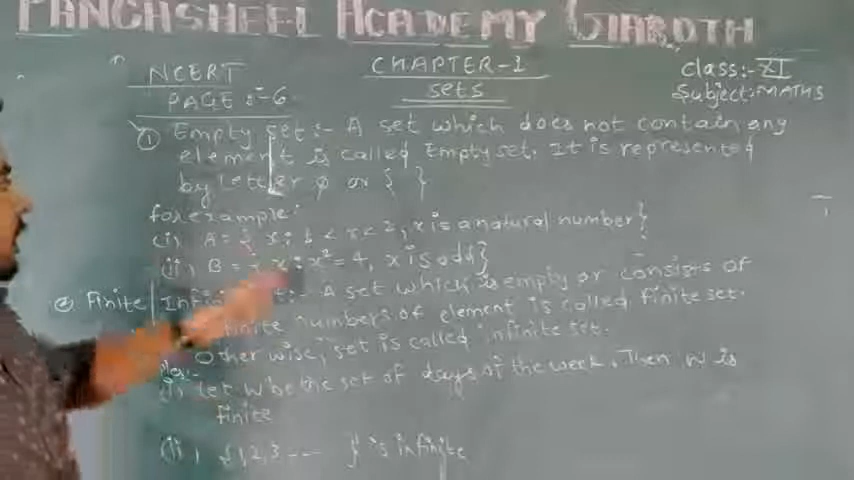 PANCHSHEEL ACADEMY GAROTH
NCERT
CHAPTER-1
Class:- XI
PAGE:-6
Sets
Subject:MATHS
① Empty set:- A set which does not contain any
element is called Empty set. It is represented
by letter φ or { }
for example:
(i) A = { x: 1 < x < 2, x is a natural number}
(ii) B = { x: x² = 4, x is odd}
② Finite Infin :- A set which is empty or consists of
finite numbers of element is called finite set.
Other wise, set is called infinite set.
(i) Let W be the set of days of the week. Then W is
finite
(ii) {1,2,3 --- } is infinite